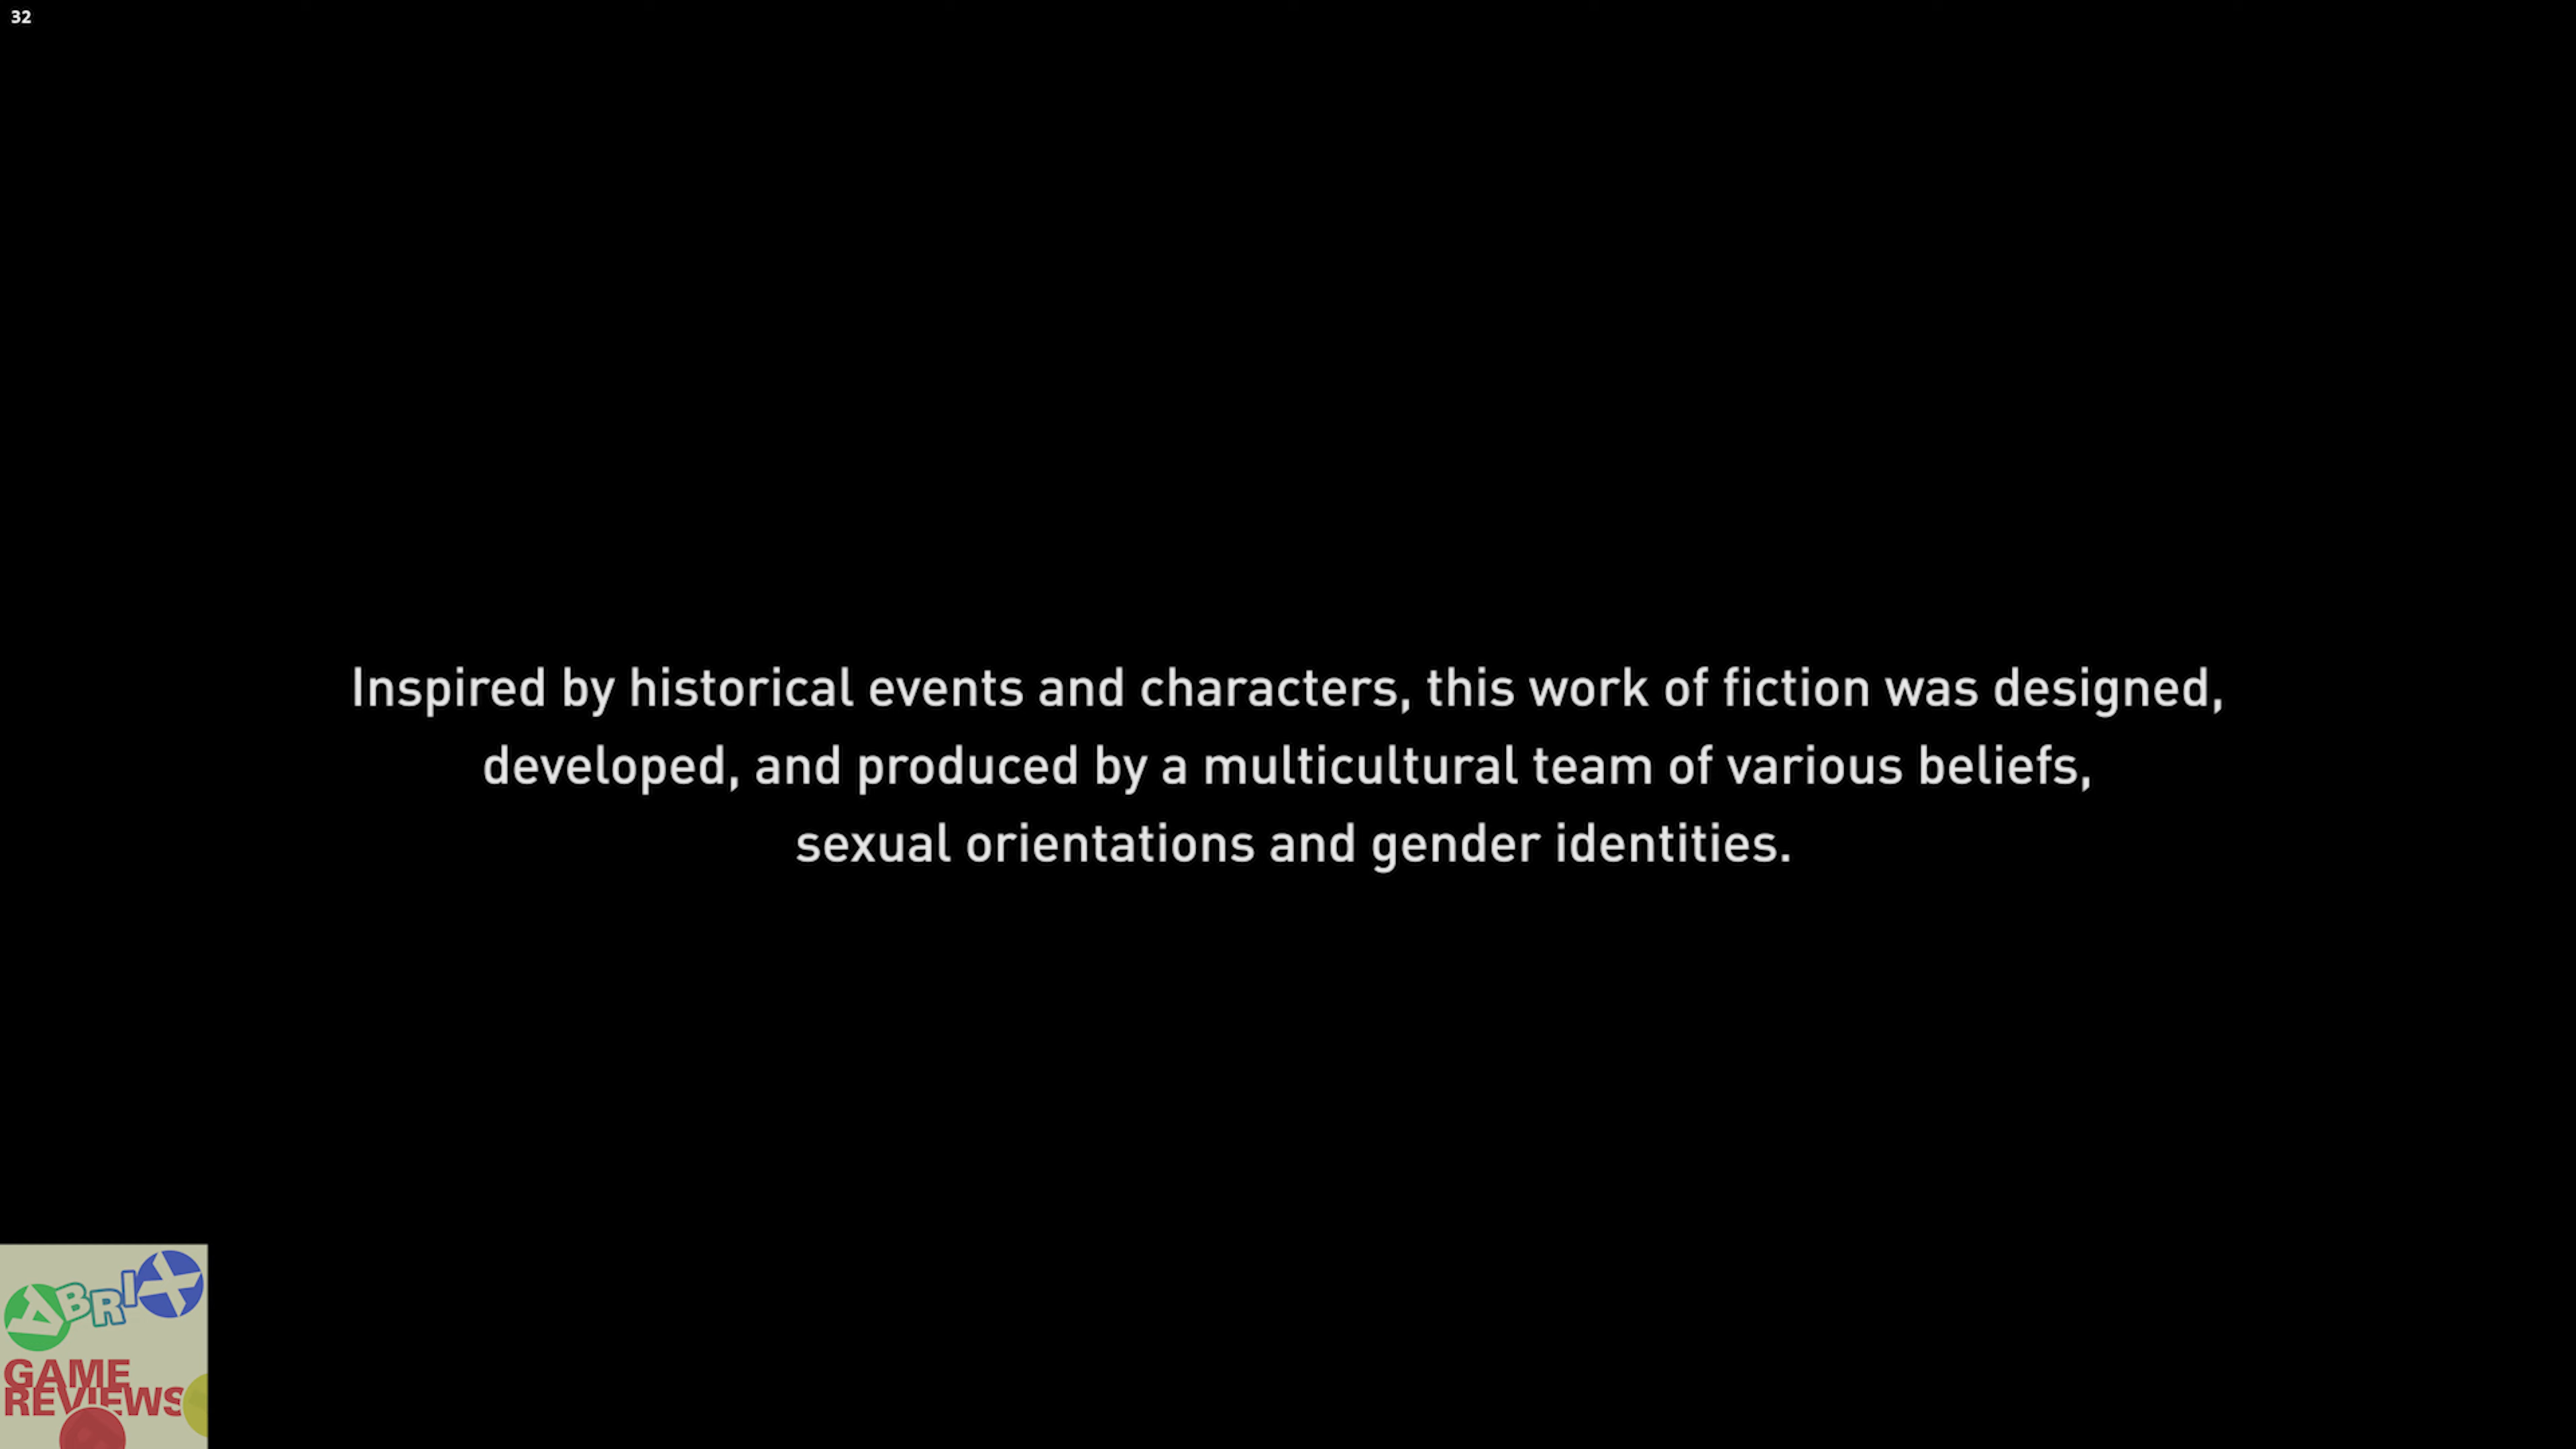 32
Inspired by historical events and characters, this work of fiction was designed,
developed, and produced by a multicultural team of various beliefs,
sexual orientations and gender identities.
ABRIX
GAME
REVIEWS